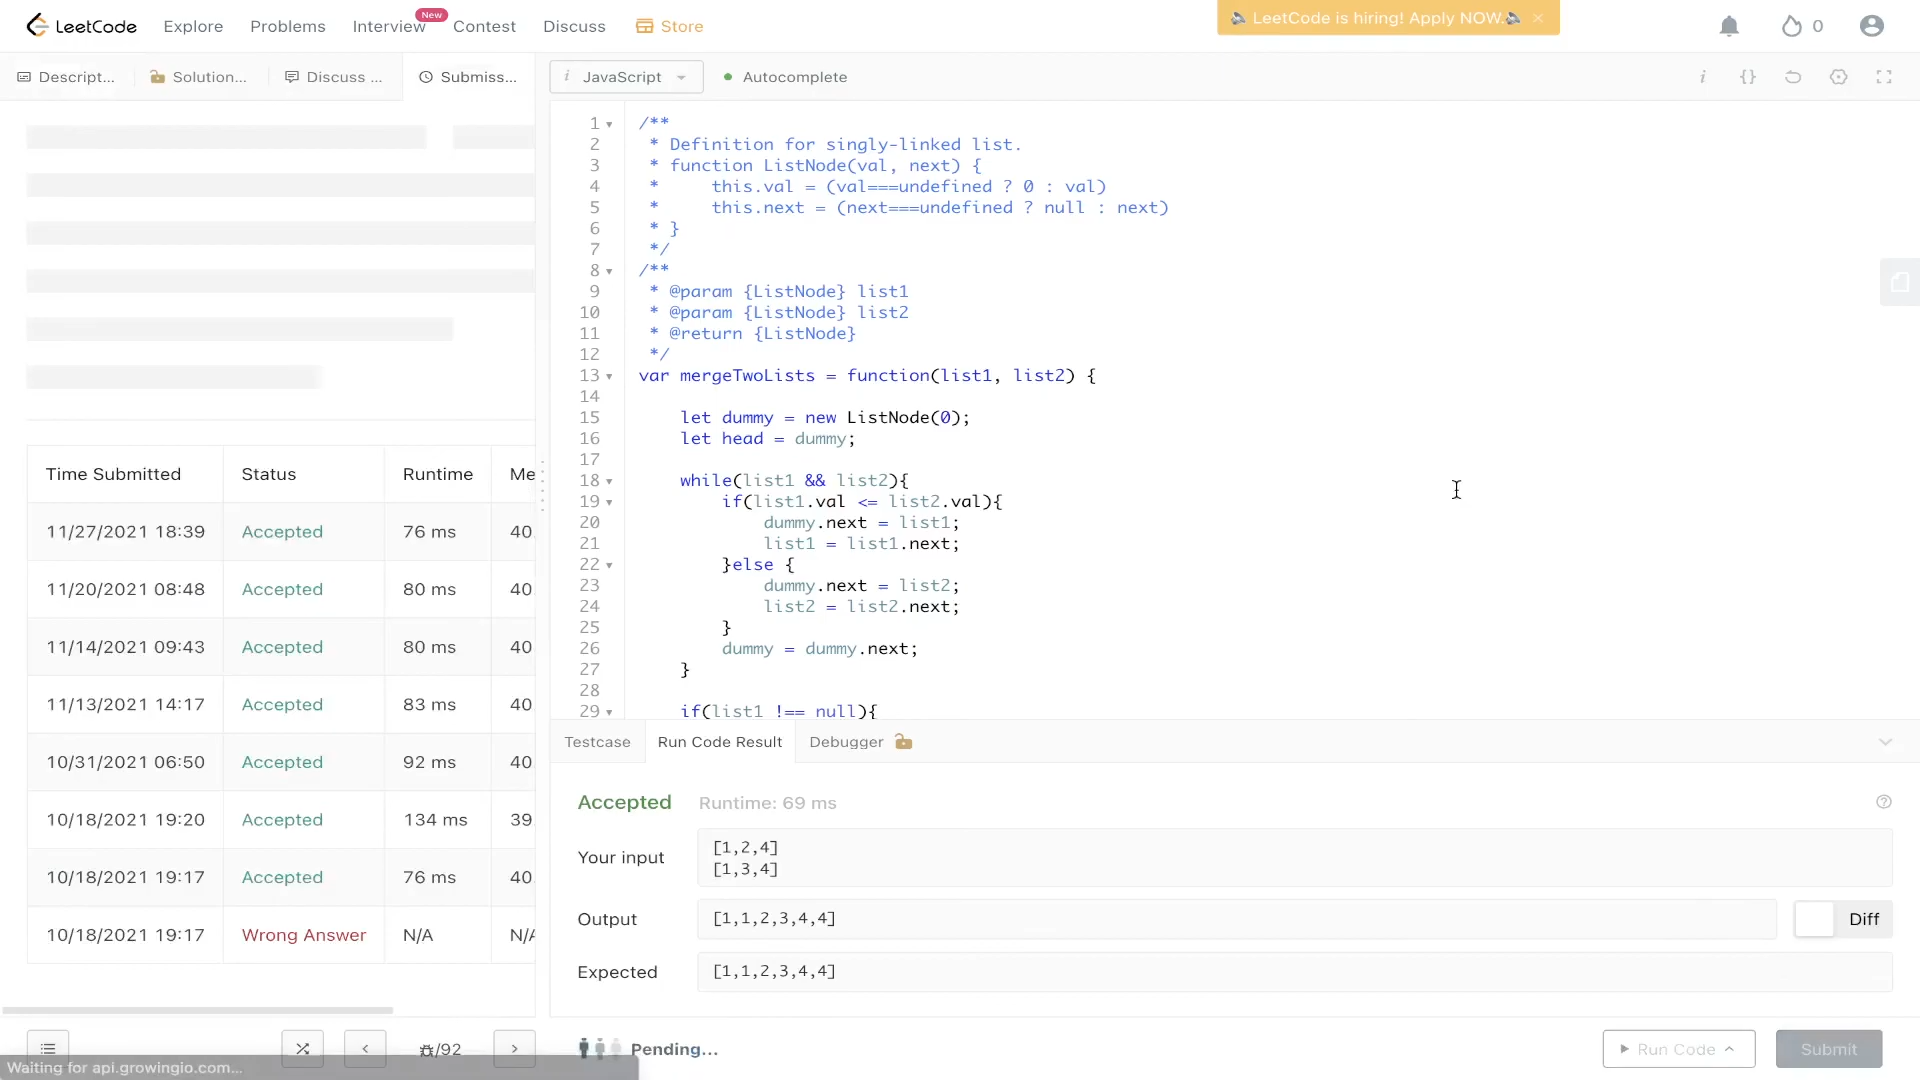 LeetCode
Explore
Problems
Interview
New
Contest
Discuss
Store
LeetCode is hiring! Apply NOW.
0
Descript...
Solution...
Discuss ...
Submiss...
Time Submitted Status Runtime Me
11/27/2021 18:39 Accepted 76 ms 40
11/20/2021 08:48 Accepted 80 ms 40
11/14/2021 09:43 Accepted 80 ms 40
11/13/2021 14:17 Accepted 83 ms 40
10/31/2021 06:50 Accepted 92 ms 40
10/18/2021 19:20 Accepted 134 ms 39
10/18/2021 19:17 Accepted 76 ms 40
10/18/2021 19:17 Wrong Answer N/A N/A
/92
Waiting for api.growingio.com...
i JavaScript
Autocomplete
i {}
1 /**
2 * Definition for singly-linked list.
3 * function ListNode(val, next) {
4 *     this.val = (val===undefined ? 0 : val)
5 *     this.next = (next===undefined ? null : next)
6 * }
7 */
8 /**
9 * @param {ListNode} list1
10 * @param {ListNode} list2
11 * @return {ListNode}
12 */
13 var mergeTwoLists = function(list1, list2) {
14
15     let dummy = new ListNode(0);
16     let head = dummy;
17
18     while(list1 && list2){
19         if(list1.val <= list2.val){
20             dummy.next = list1;
21             list1 = list1.next;
22         }else {
23             dummy.next = list2;
24             list2 = list2.next;
25         }
26         dummy = dummy.next;
27     }
28
29     if(list1 !== null){
Testcase
Run Code Result
Debugger
Accepted
Runtime: 69 ms
Your input
[1,2,4]
[1,3,4]
Output
[1,1,2,3,4,4]
Diff
Expected
[1,1,2,3,4,4]
Pending...
Run Code
Submit